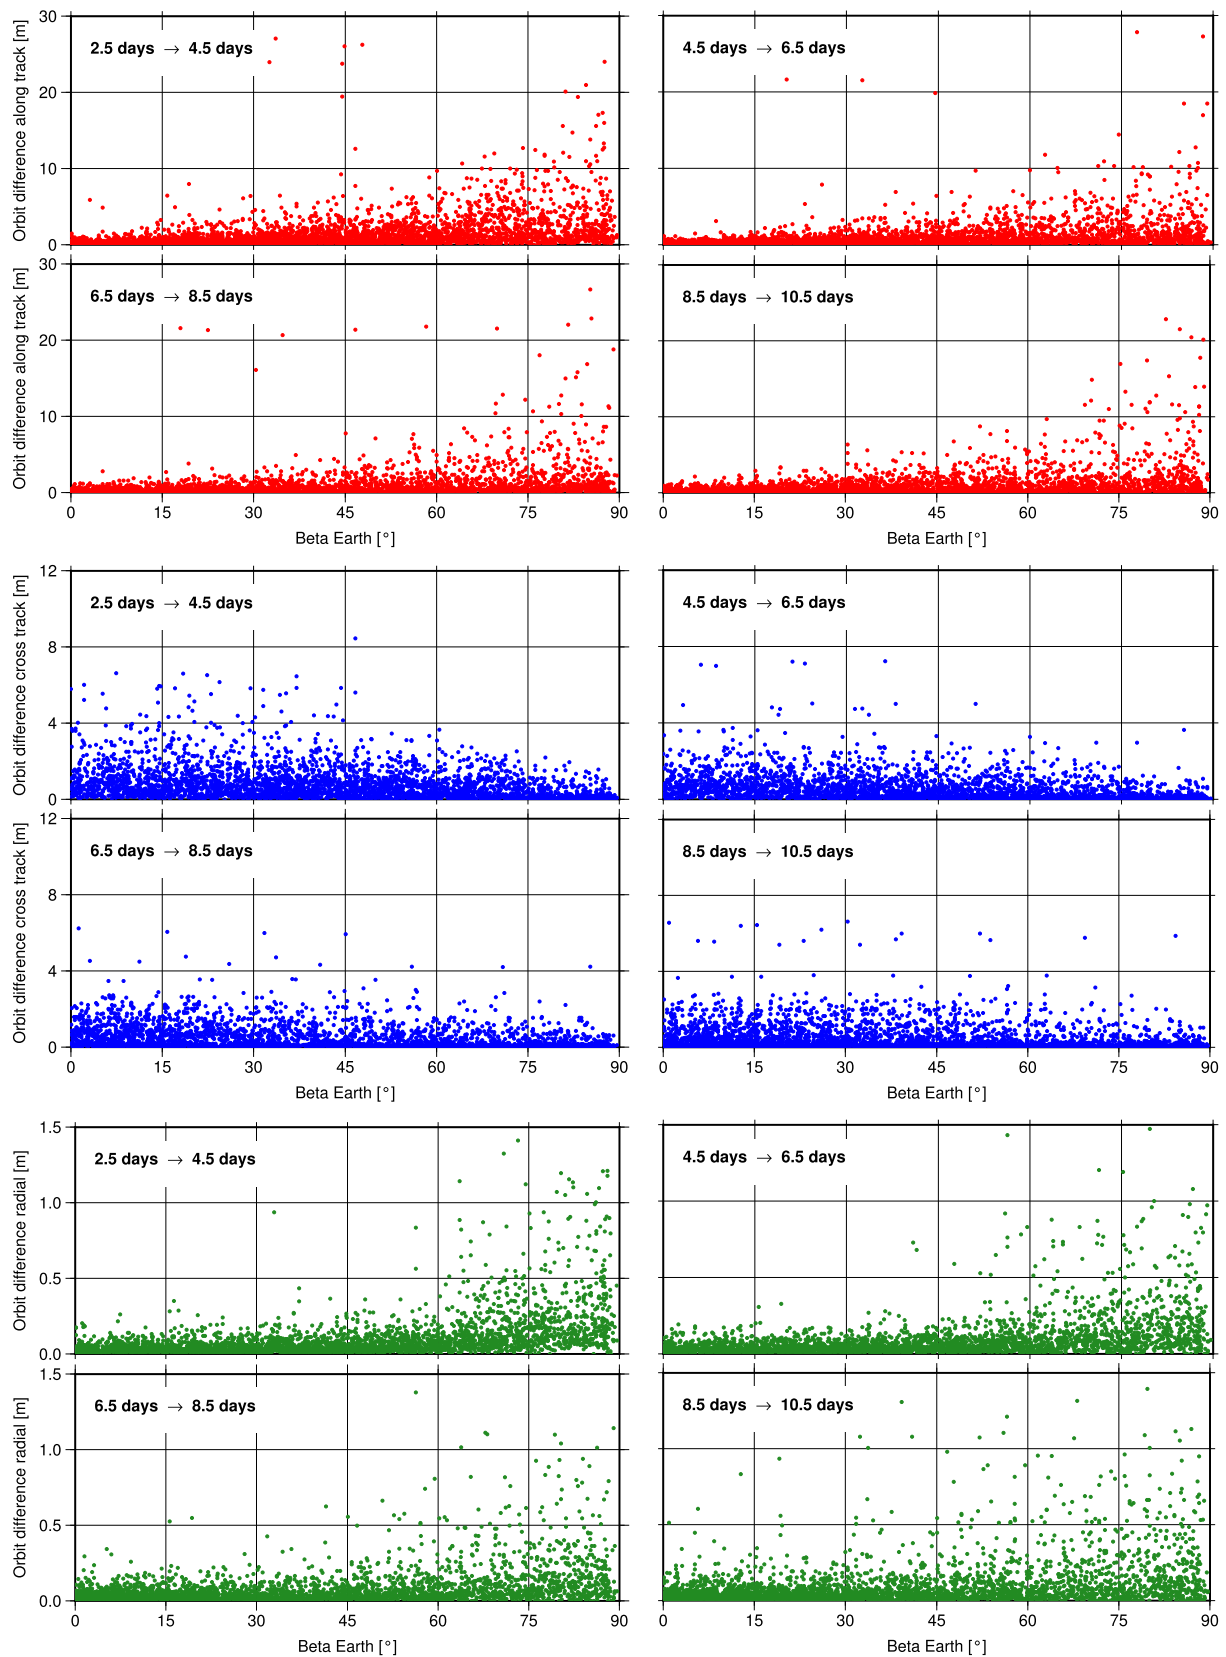 30
20
10
0
Orbit difference along track [m]
2.5 days → 4.5 days
4.5 days → 6.5 days
30
20
10
0
Orbit difference along track [m]
6.5 days → 8.5 days
8.5 days → 10.5 days
0 15 30 45 60 75 90
0 15 30 45 60 75 90
Beta Earth [°]
Beta Earth [°]
12
8
4
0
Orbit difference cross track [m]
2.5 days → 4.5 days
4.5 days → 6.5 days
12
8
4
0
Orbit difference cross track [m]
6.5 days → 8.5 days
8.5 days → 10.5 days
0 15 30 45 60 75 90
0 15 30 45 60 75 90
Beta Earth [°]
Beta Earth [°]
1.5
1.0
0.5
0.0
Orbit difference radial [m]
2.5 days → 4.5 days
4.5 days → 6.5 days
1.5
1.0
0.5
0.0
Orbit difference radial [m]
6.5 days → 8.5 days
8.5 days → 10.5 days
0 15 30 45 60 75 90
0 15 30 45 60 75 90
Beta Earth [°]
Beta Earth [°]